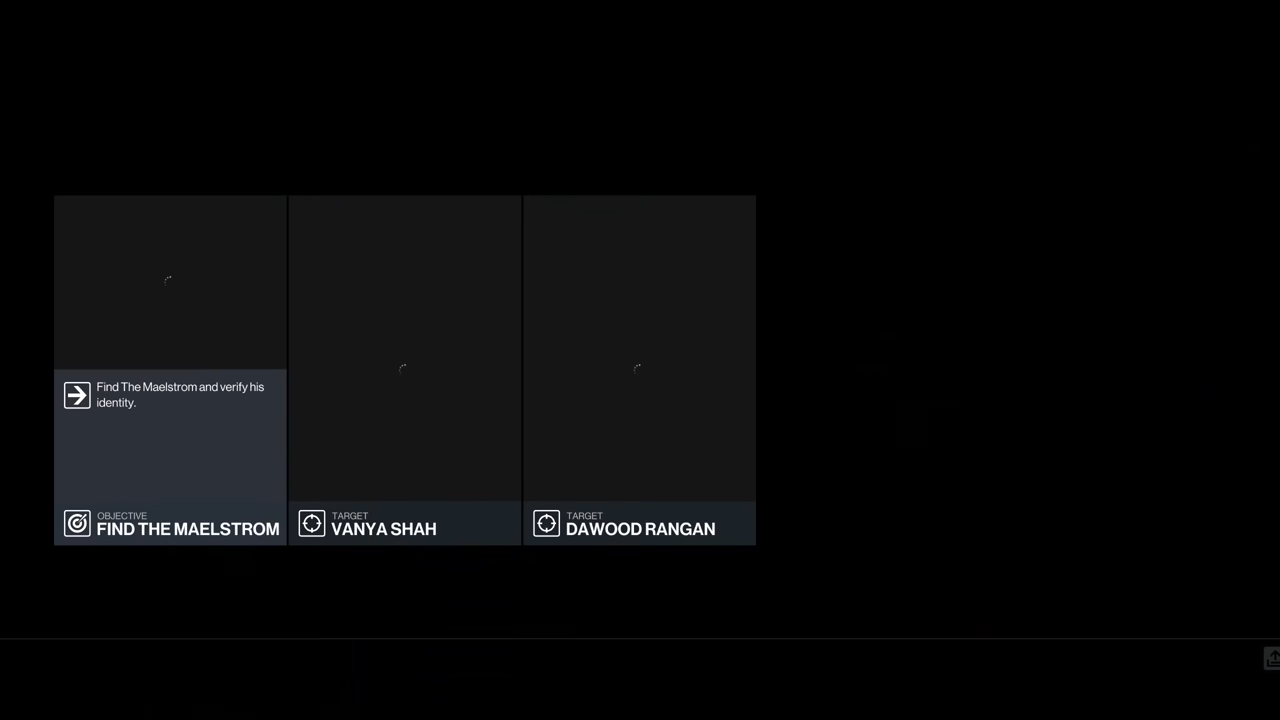 Find The Maelstrom and verify his
identity.
OBJECTIVE
FIND THE MAELSTROM
TARGET
VANYA SHAH
TARGET
DAWOOD RANGAN